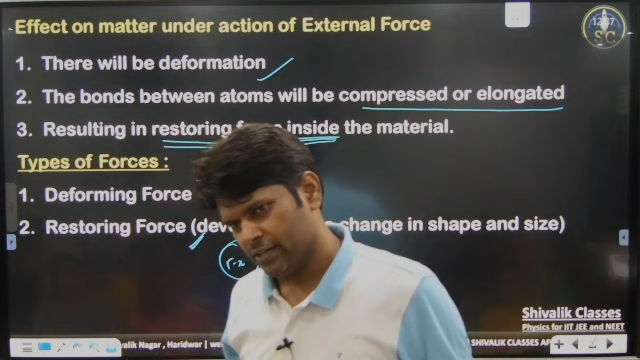 Effect on matter under action of External Force
1. There will be deformation
2. The bonds between atoms will be compressed or elongated
3. Resulting in restoring inside the material.
Types of Forces :
1. Deforming Force
2. Restoring Force ( change in shape and size)
Shivalik Classes
Physics for IIT JEE and NEET
Nagar, Haridwar
SHIVALIK CLASSES
SC